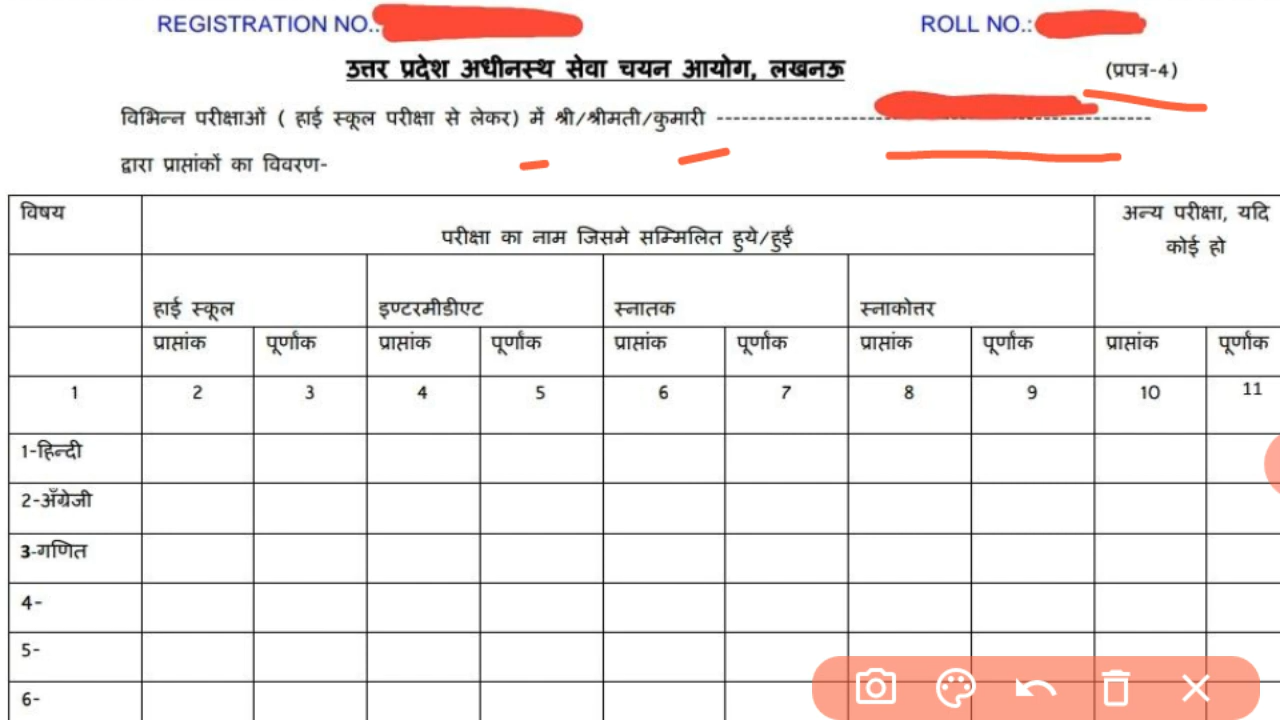 REGISTRATION NO.:
ROLL NO.:
उत्तर प्रदेश अधीनस्थ सेवा चयन आयोग, लखनऊ
(प्रपत्र-4)
विभिन्न परीक्षाओं ( हाई स्कूल परीक्षा से लेकर) में श्री/श्रीमती/कुमारी ----------------------------------------------------
द्वारा प्राप्तांकों का विवरण-
विषय
परीक्षा का नाम जिसमे सम्मिलित हुये/हुईं
अन्य परीक्षा, यदि
कोई हो
हाई स्कूल इण्टरमीडीएट स्नातक स्नाकोत्तर
प्राप्तांक पूर्णांक प्राप्तांक पूर्णांक प्राप्तांक पूर्णांक प्राप्तांक पूर्णांक प्राप्तांक पूर्णांक
1 2 3 4 5 6 7 8 9 10 11
1-हिन्दी
2-अँग्रेजी
3-गणित
4-
5-
6-